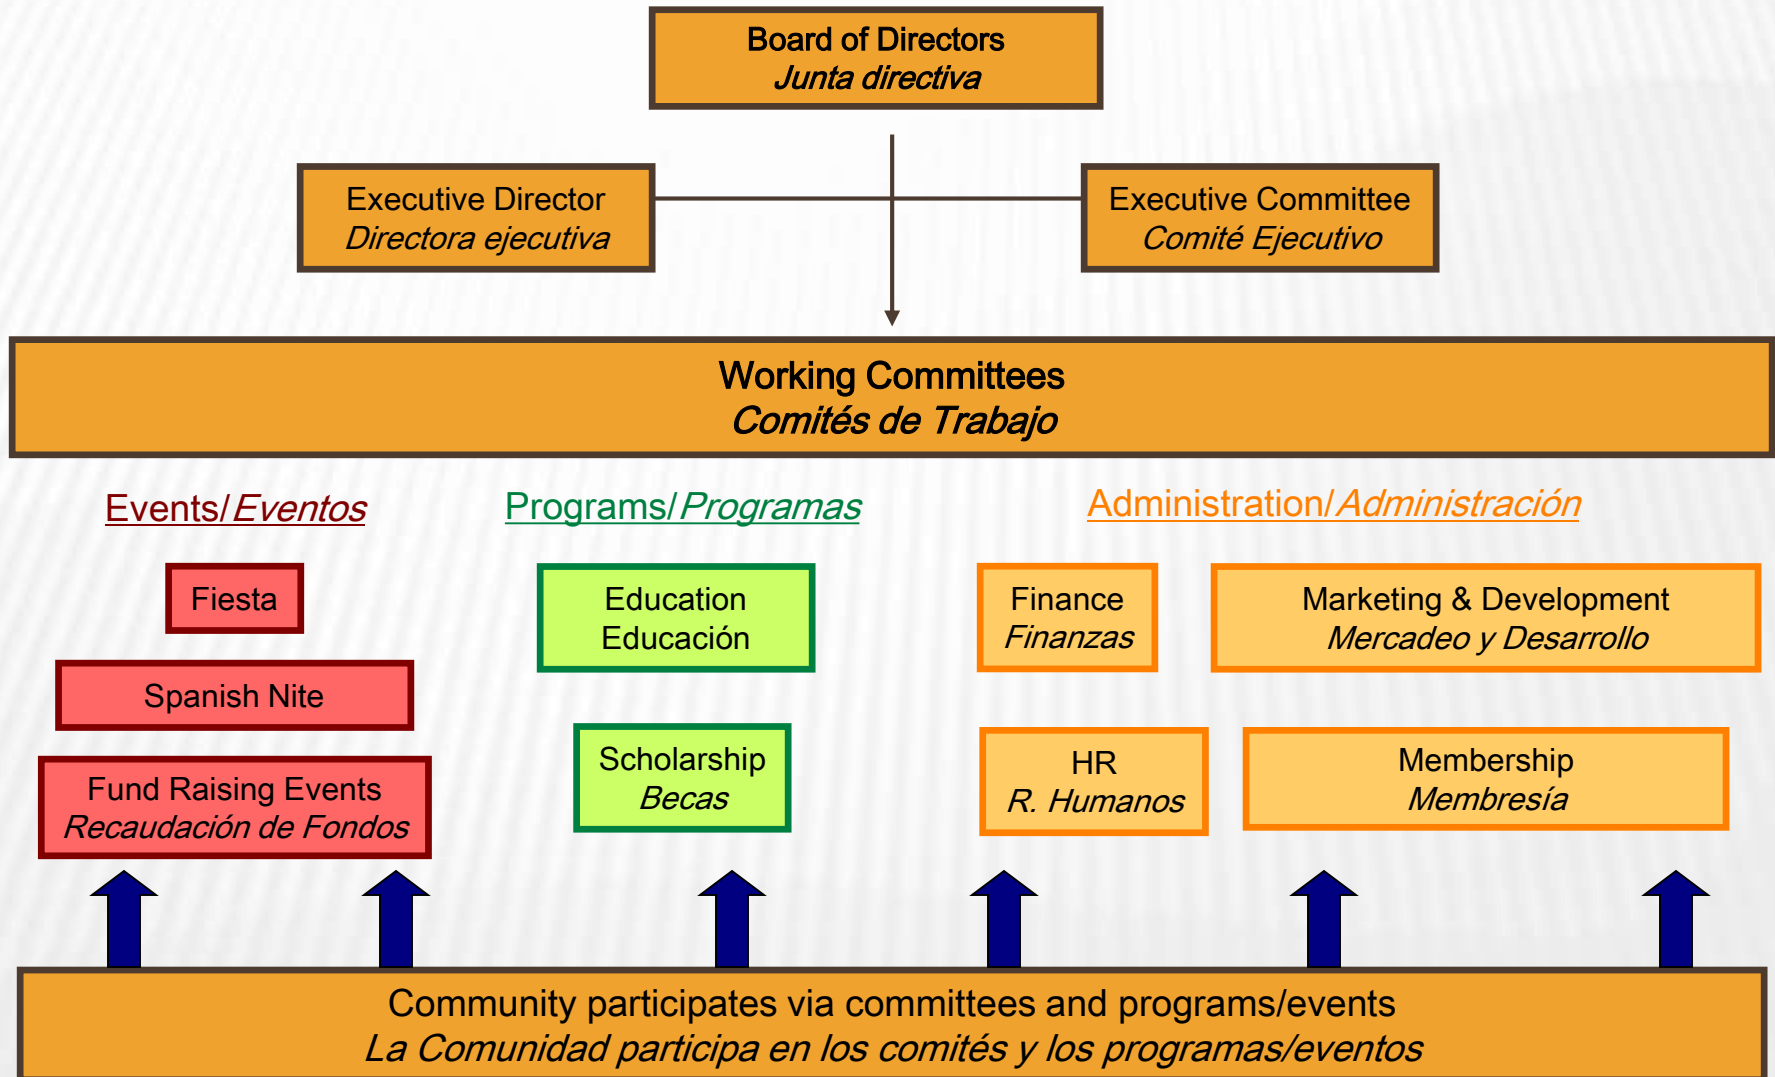 Board of Directors
Junta directiva
Executive Director
Directora ejecutiva
Executive Committee
Comité Ejecutivo
Working Committees
Comités de Trabajo
Events/Eventos
Programs/Programas
Administration/Administración
Fiesta
Spanish Nite
Fund Raising Events
Recaudación de Fondos
Education
Educación
Scholarship
Becas
Finance
Finanzas
Marketing & Development
Mercadeo y Desarrollo
HR
R. Humanos
Membership
Membresía
Community participates via committees and programs/events
La Comunidad participa en los comités y los programas/eventos